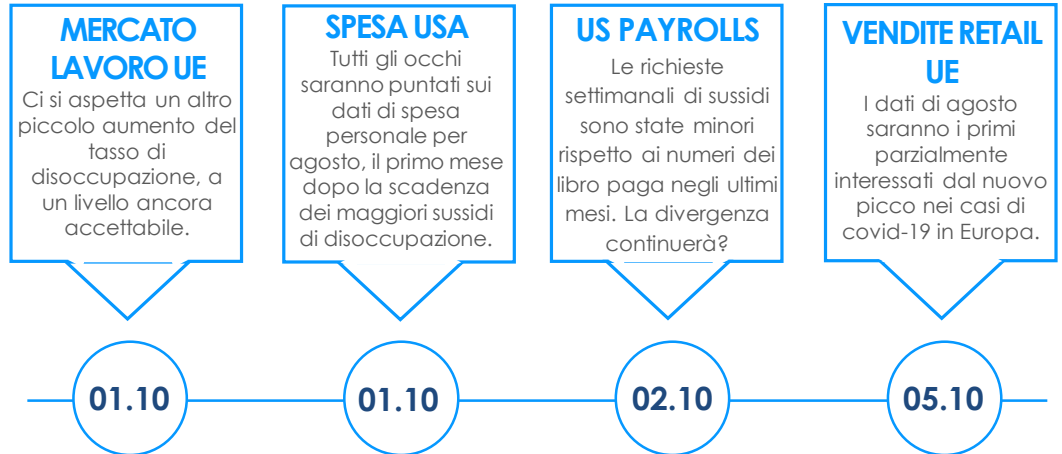 MERCATO
LAVORO UE
Ci si aspetta un altro
piccolo aumento del
tasso di
disoccupazione, a
un livello ancora
accettabile.
SPESA USA
Tutti gli occhi
saranno puntati sui
dati di spesa
personale per
agosto, il primo mese
dopo la scadenza
dei maggiori sussidi
di disoccupazione.
US PAYROLLS
Le richieste
settimanali di sussidi
sono state minori
rispetto ai numeri dei
libro paga negli ultimi
mesi. La divergenza
continuerà?
VENDITE RETAIL
UE
I dati di agosto
saranno i primi
parzialmente
interessati dal nuovo
picco nei casi di
covid-19 in Europa.
01.10
01.10
02.10
05.10